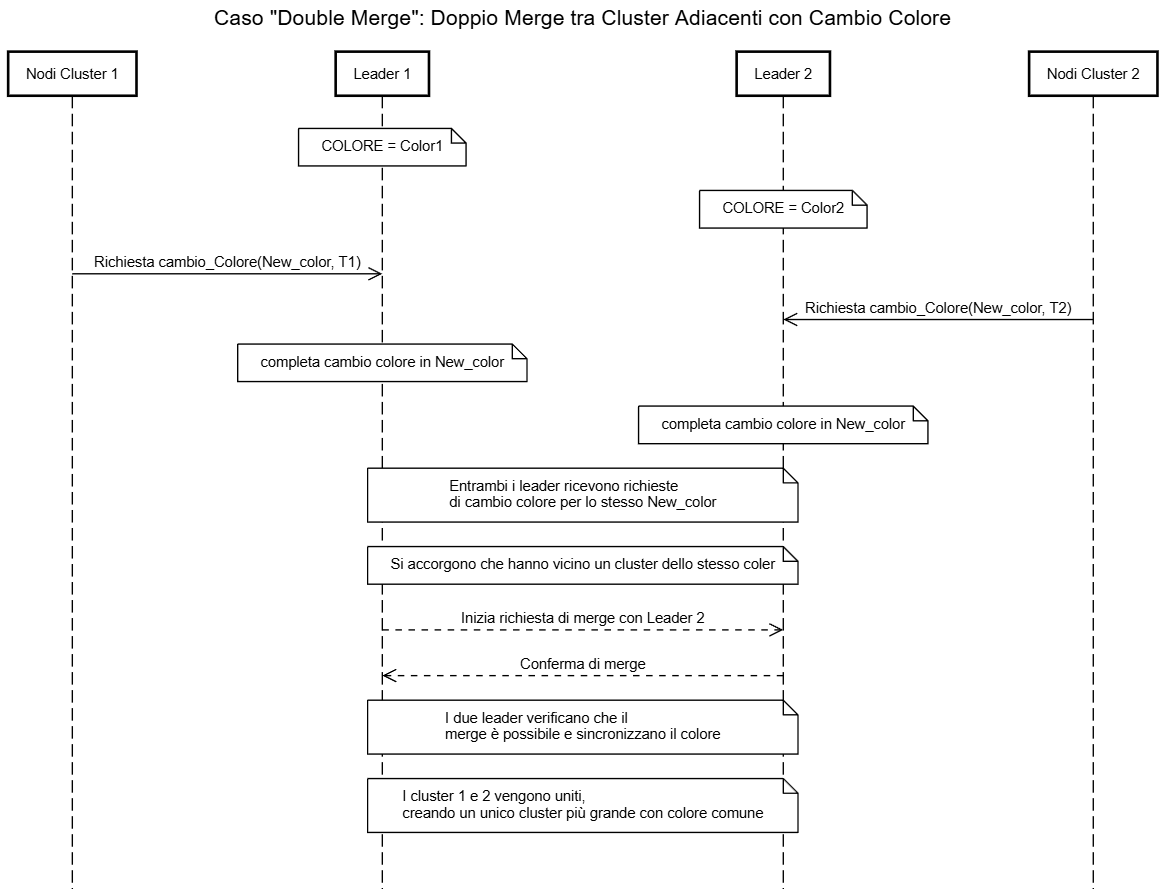 Caso "Double Merge": Doppio Merge tra Cluster Adiacenti con Cambio Colore
Nodi Cluster 1
Leader 1
Leader 2
Nodi Cluster 2
COLORE = Color1
COLORE = Color2
Richiesta cambio_Colore(New_color, T1)
Richiesta cambio_Colore(New_color, T2)
completa cambio colore in New_color
completa cambio colore in New_color
Entrambi i leader ricevono richieste
di cambio colore per lo stesso New_color
Si accorgono che hanno vicino un cluster dello stesso coler
Inizia richiesta di merge con Leader 2
Conferma di merge
I due leader verificano che il
merge è possibile e sincronizzano il colore
I cluster 1 e 2 vengono uniti,
creando un unico cluster più grande con colore comune